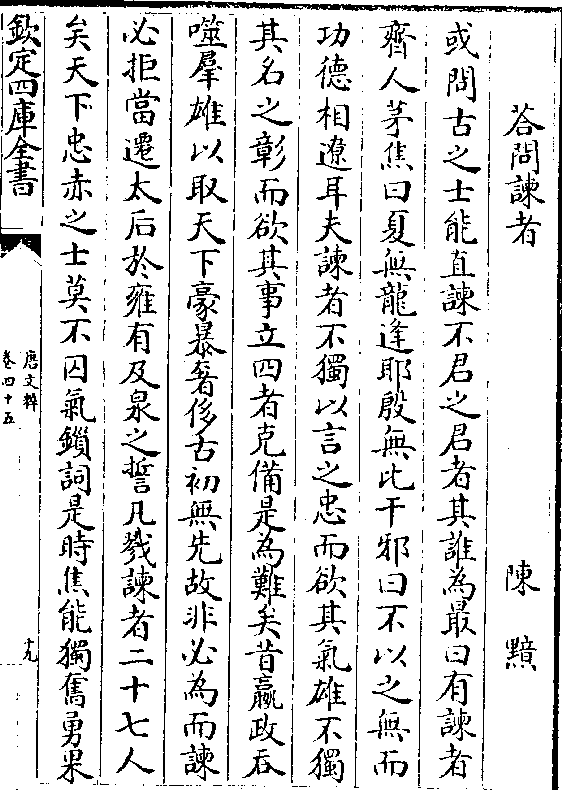 荅問諫者　陳黯
或問古之士能直諫不君之君者其誰為最曰有諫者
齊人茅焦曰夏無龍逢耶殷無比干邪曰不以之無而
功德相遼耳夫諫者不獨以言之忠而欲其氣雄不獨
其名之彰而欲其事立四者克備是為難矣昔嬴政吞
噬羣雄以取天下豪暴奢侈古初無先故非必為而諫
必拒當遷太后於雍有及泉之誓凡戮諫者二十七人
矣天下忠赤之士莫不囚氣鎖詞是時焦能獨奮勇果
欽定四庫全書
唐文粹
卷四十五
十九